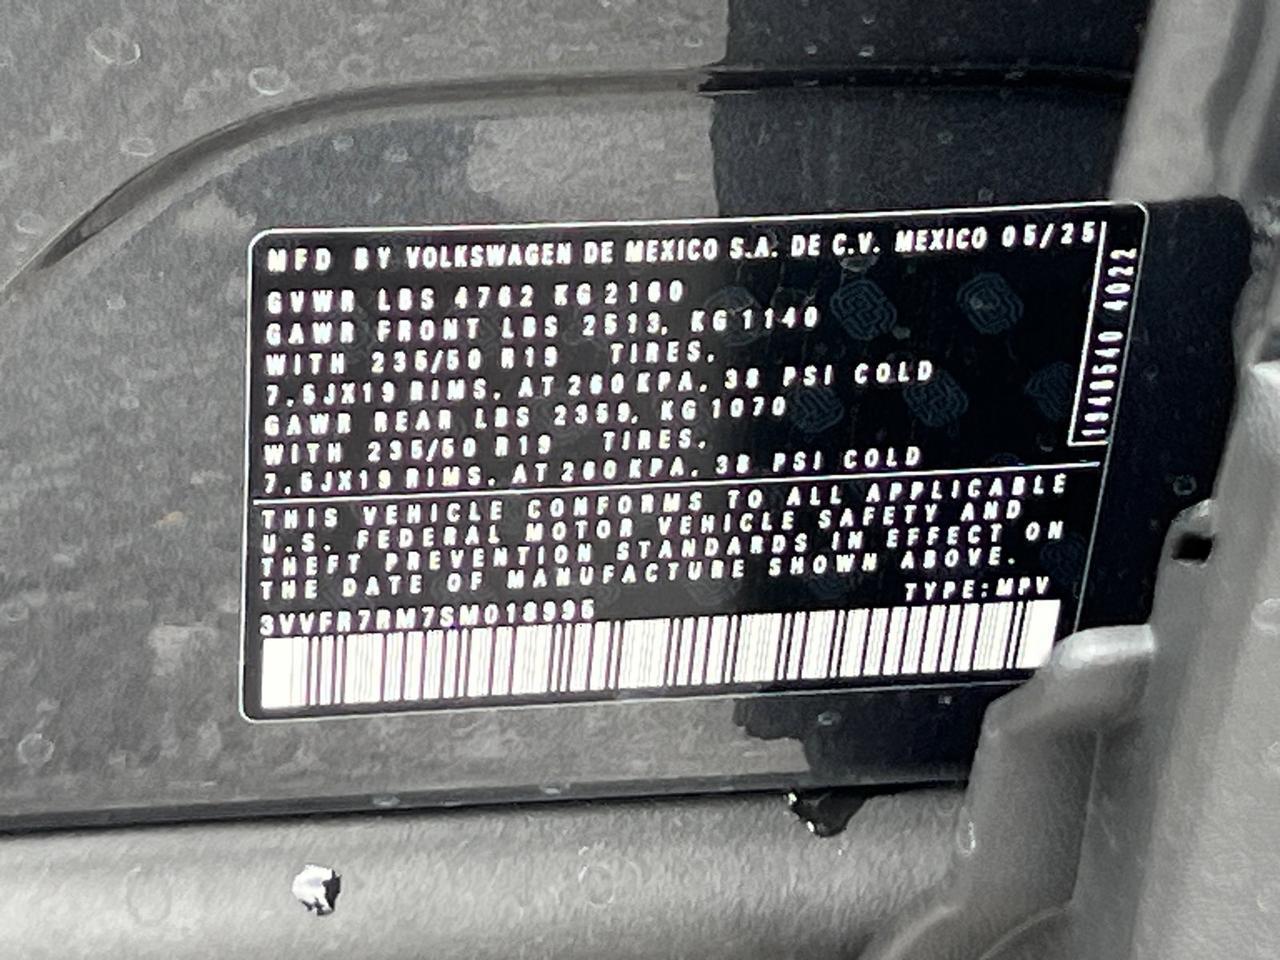 MFD BY VOLKSWAGEN DE MEXICO S.A. DE C.V. MEXICO 05/25
GVWR LBS 4762 KG 2160
GAWR FRONT LBS 2513, KG 1140
WITH 235/50 R19 TIRES,
7.5JX19 RIMS, AT 260 KPA, 38 PSI COLD
GAWR REAR LBS 2359, KG 1070
WITH 235/50 R19 TIRES,
7.5JX19 RIMS, AT 260 KPA, 38 PSI COLD
THIS VEHICLE CONFORMS TO ALL APPLICABLE
U.S. FEDERAL MOTOR VEHICLE SAFETY AND
THEFT PREVENTION STANDARDS IN EFFECT ON
THE DATE OF MANUFACTURE SHOWN ABOVE.
TYPE:MPV
4022